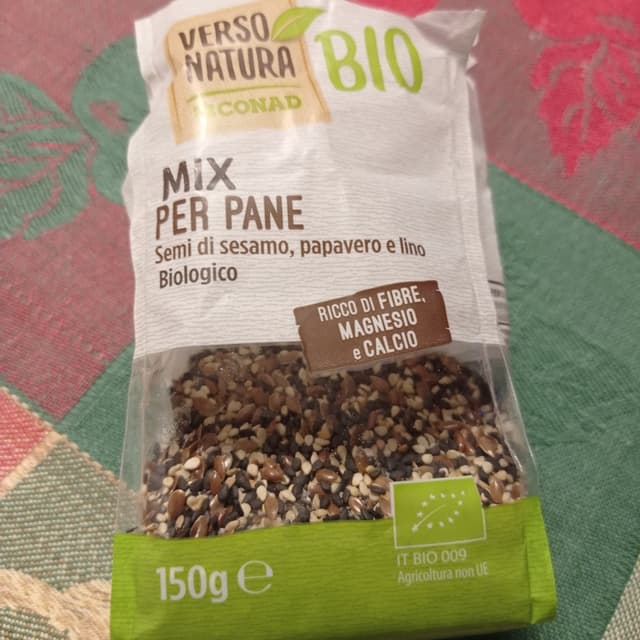 VERSO
NATURA
CONAD
BIO
MIX
PER PANE
Semi di sesamo, papavero e lino
Biologico
RICCO DI FIBRE,
MAGNESIO
e CALCIO
150g ℮
IT BIO 009
Agricoltura non UE